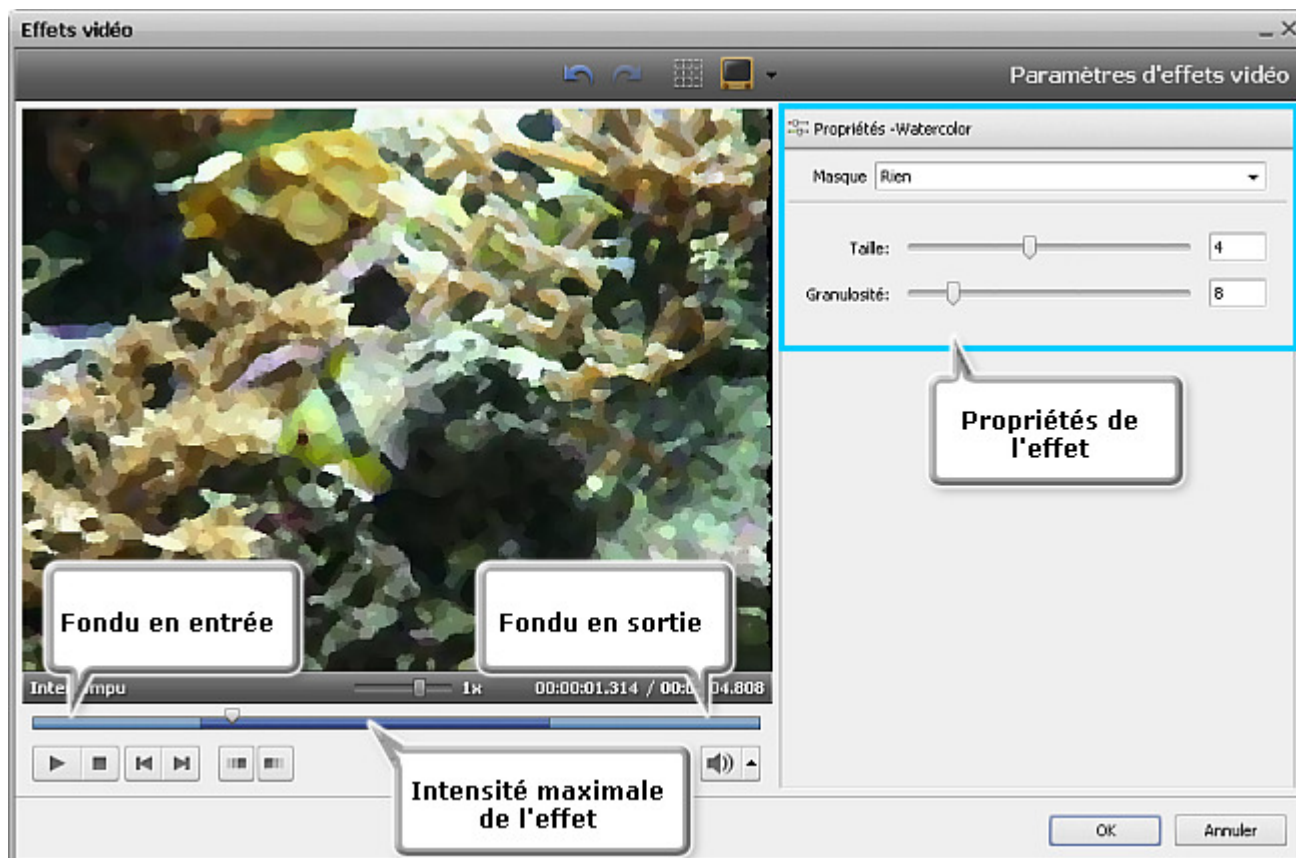 Effets vidéo
Paramètres d'effets vidéo
Propriétés -Watercolor
Masque Rien
Taille: 4
Granulosité: 8
Propriétés de
l'effet
Fondu en entrée
Fondu en sortie
1x 00:00:01.314 /
Intensité maximale
de l'effet
OK Annuler